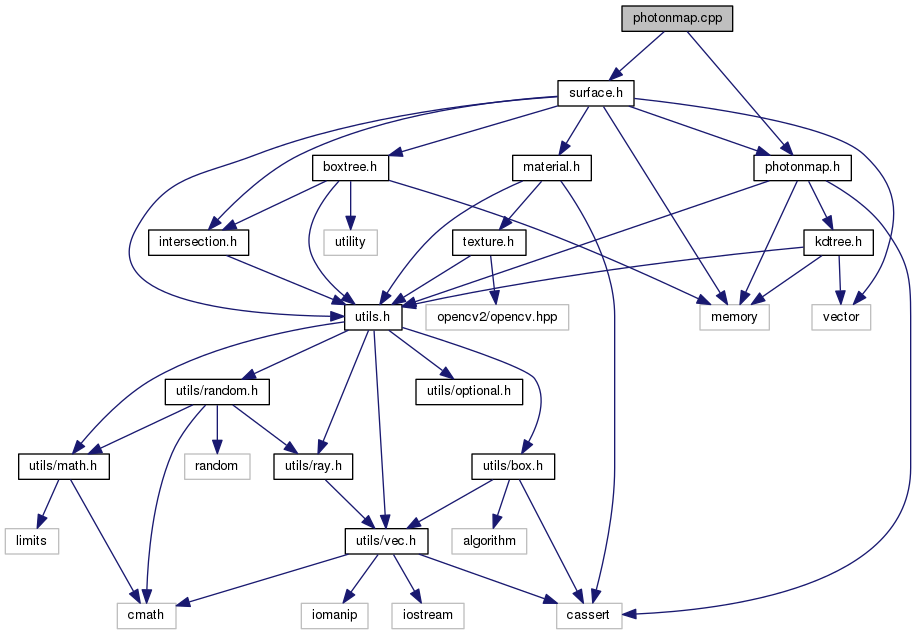 photonmap.cpp
surface.h
boxtree.h
material.h
photonmap.h
intersection.h
utility
texture.h
kdtree.h
utils.h
opencv2/opencv.hpp
memory
vector
utils/random.h
utils/optional.h
utils/math.h
random
utils/ray.h
utils/box.h
limits
utils/vec.h
algorithm
cmath
iomanip
iostream
cassert